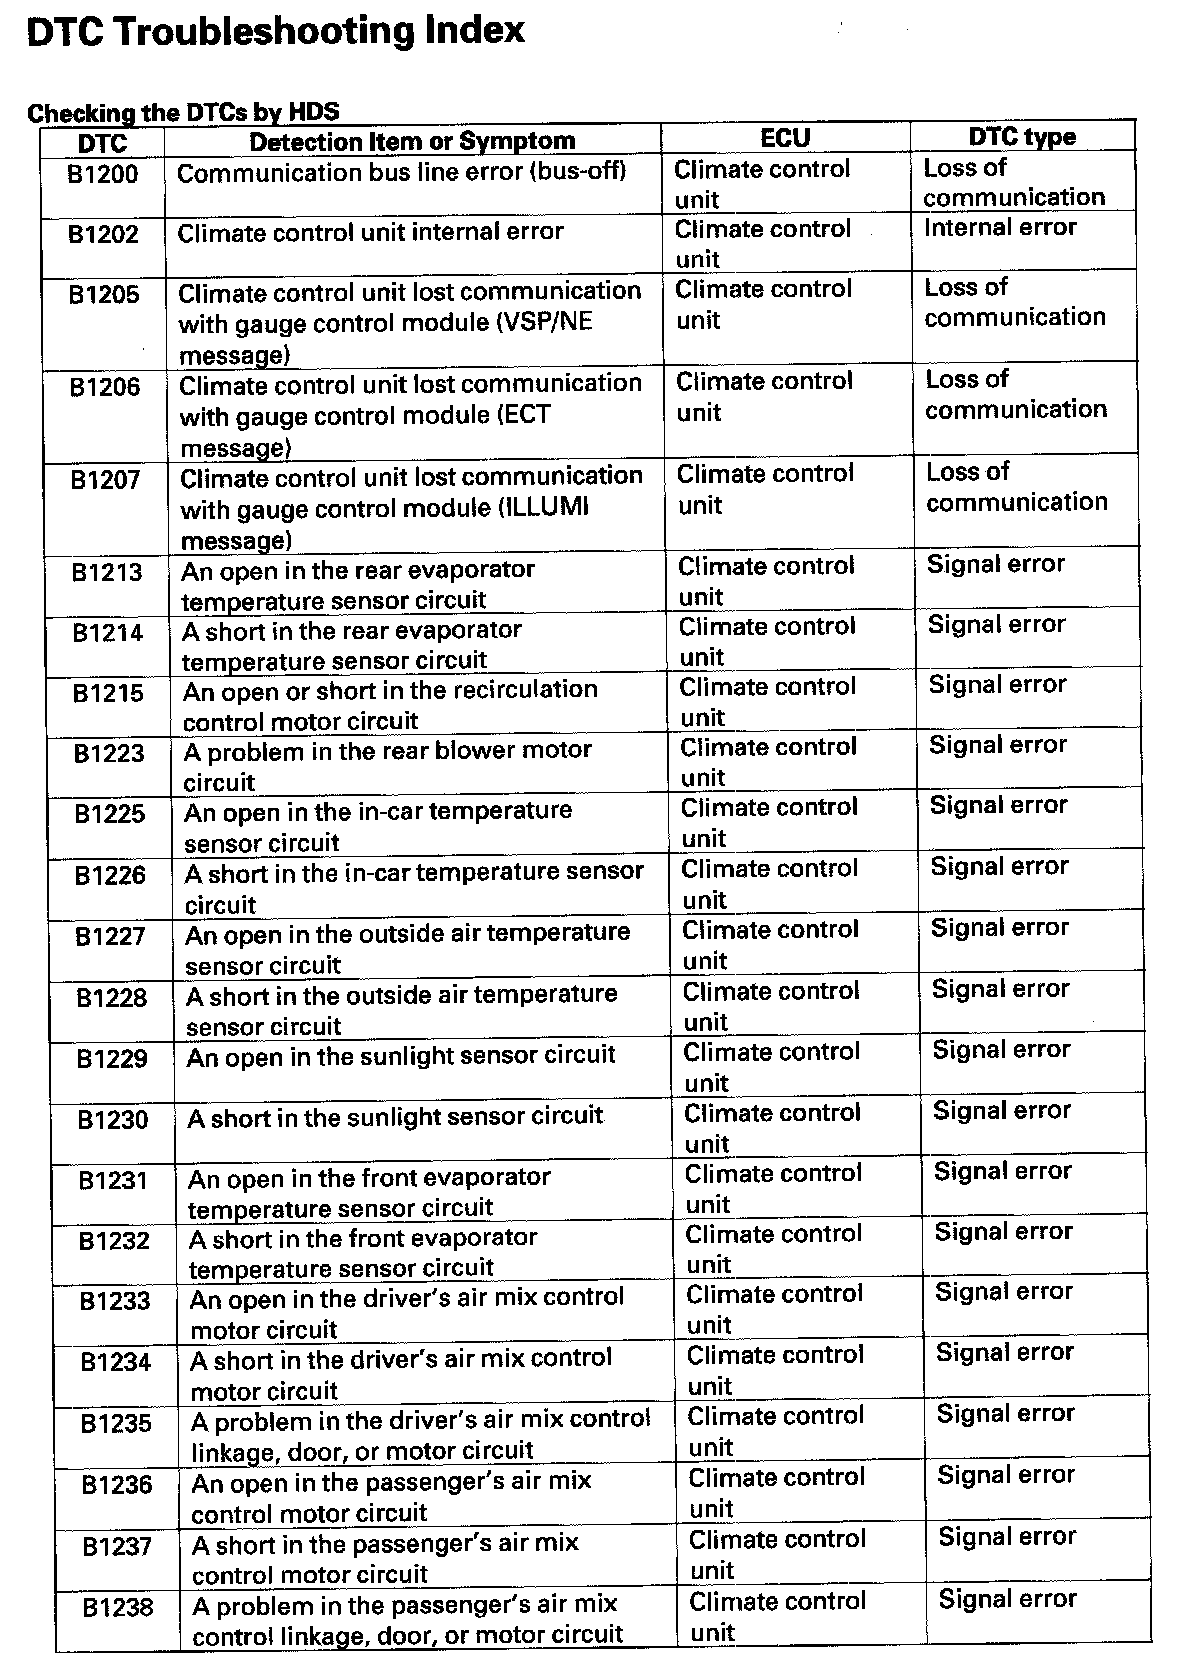 DTC Troubleshooting Index
Checking the DTCs by HDS
DTC Detection Item or Symptom ECU DTC type
B1200 Communication bus line error (bus-off) Climate control Loss of
unit communication
B1202 Climate control unit internal error Climate control Internal error
unit
B1205 Climate control unit lost communication Climate control Loss of
with gauge control module (VSP/NE unit communication
message)
B1206 Climate control unit lost communication Climate control Loss of
with gauge control module (ECT unit communication
message)
B1207 Climate control unit lost communication Climate control Loss of
with gauge control module (ILLUMI unit communication
message)
B1213 An open in the rear evaporator Climate control Signal error
temperature sensor circuit unit
B1214 A short in the rear evaporator Climate control Signal error
temperature sensor circuit unit
B1215 An open or short in the recirculation Climate control Signal error
control motor circuit unit
B1223 A problem in the rear blower motor Climate control Signal error
circuit unit
B1225 An open in the in-car temperature Climate control Signal error
sensor circuit unit
B1226 A short in the in-car temperature sensor Climate control Signal error
circuit unit
B1227 An open in the outside air temperature Climate control Signal error
sensor circuit unit
B1228 A short in the outside air temperature Climate control Signal error
sensor circuit unit
B1229 An open in the sunlight sensor circuit Climate control Signal error
unit
B1230 A short in the sunlight sensor circuit Climate control Signal error
unit
B1231 An open in the front evaporator Climate control Signal error
temperature sensor circuit unit
B1232 A short in the front evaporator Climate control Signal error
temperature sensor circuit unit
B1233 An open in the driver's air mix control Climate control Signal error
motor circuit unit
B1234 A short in the driver's air mix control Climate control Signal error
motor circuit unit
B1235 A problem in the driver's air mix control Climate control Signal error
linkage, door, or motor circuit unit
B1236 An open in the passenger's air mix Climate control Signal error
control motor circuit unit
B1237 A short in the passenger's air mix Climate control Signal error
control motor circuit unit
B1238 A problem in the passenger's air mix Climate control Signal error
control linkage, door, or motor circuit unit